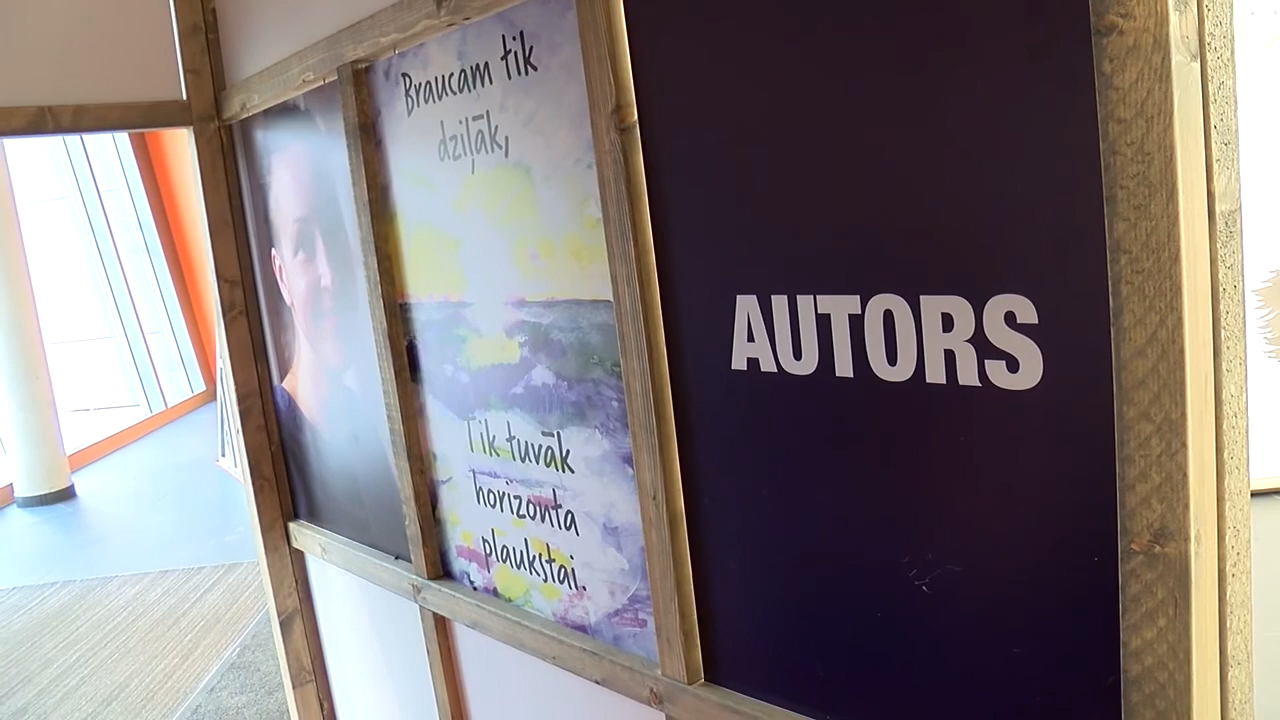 Braucam tik
dziļāk,
Tik tuvāk
horizonta
plaukstai.
AUTORS